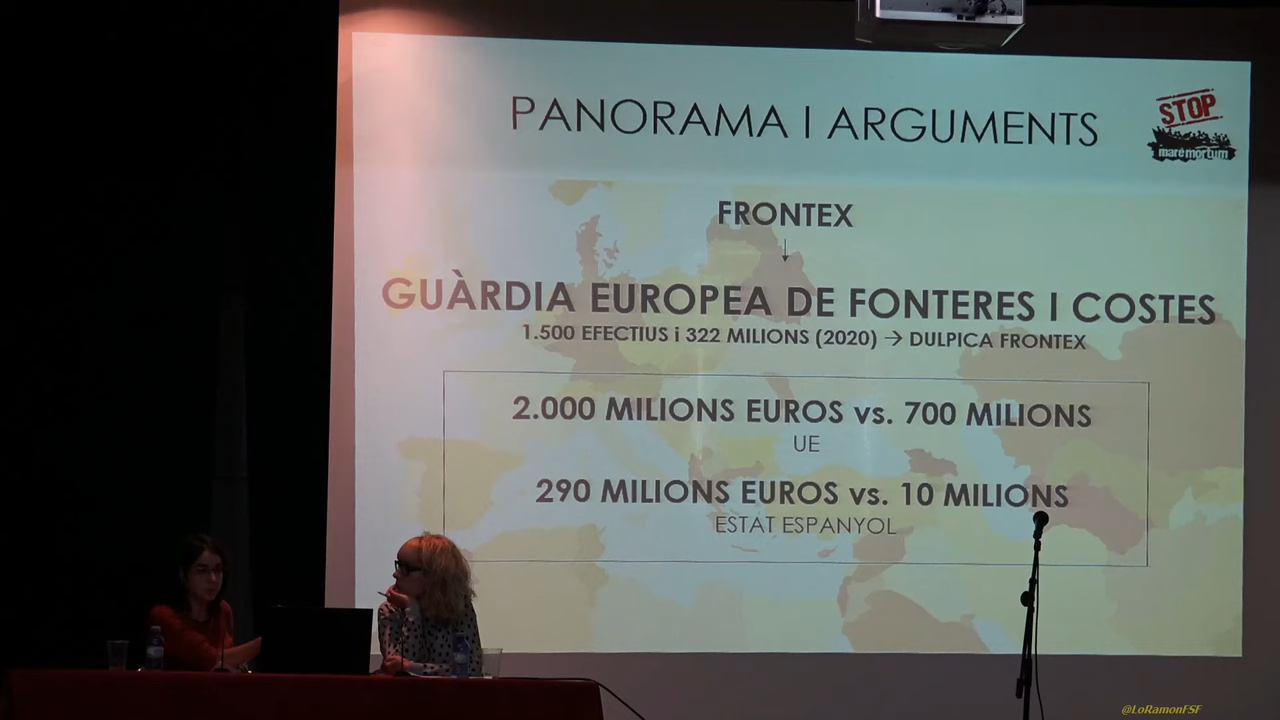 PANORAMA I ARGUMENTS
STOP
mare mortum
FRONTEX
↓
GUÀRDIA EUROPEA DE FONTERES I COSTES
1.500 EFECTIUS i 322 MILIONS (2020) → DULPICA FRONTEX
2.000 MILIONS EUROS vs. 700 MILIONS
UE
290 MILIONS EUROS vs. 10 MILIONS
ESTAT ESPANYOL
@LoRamonFSF